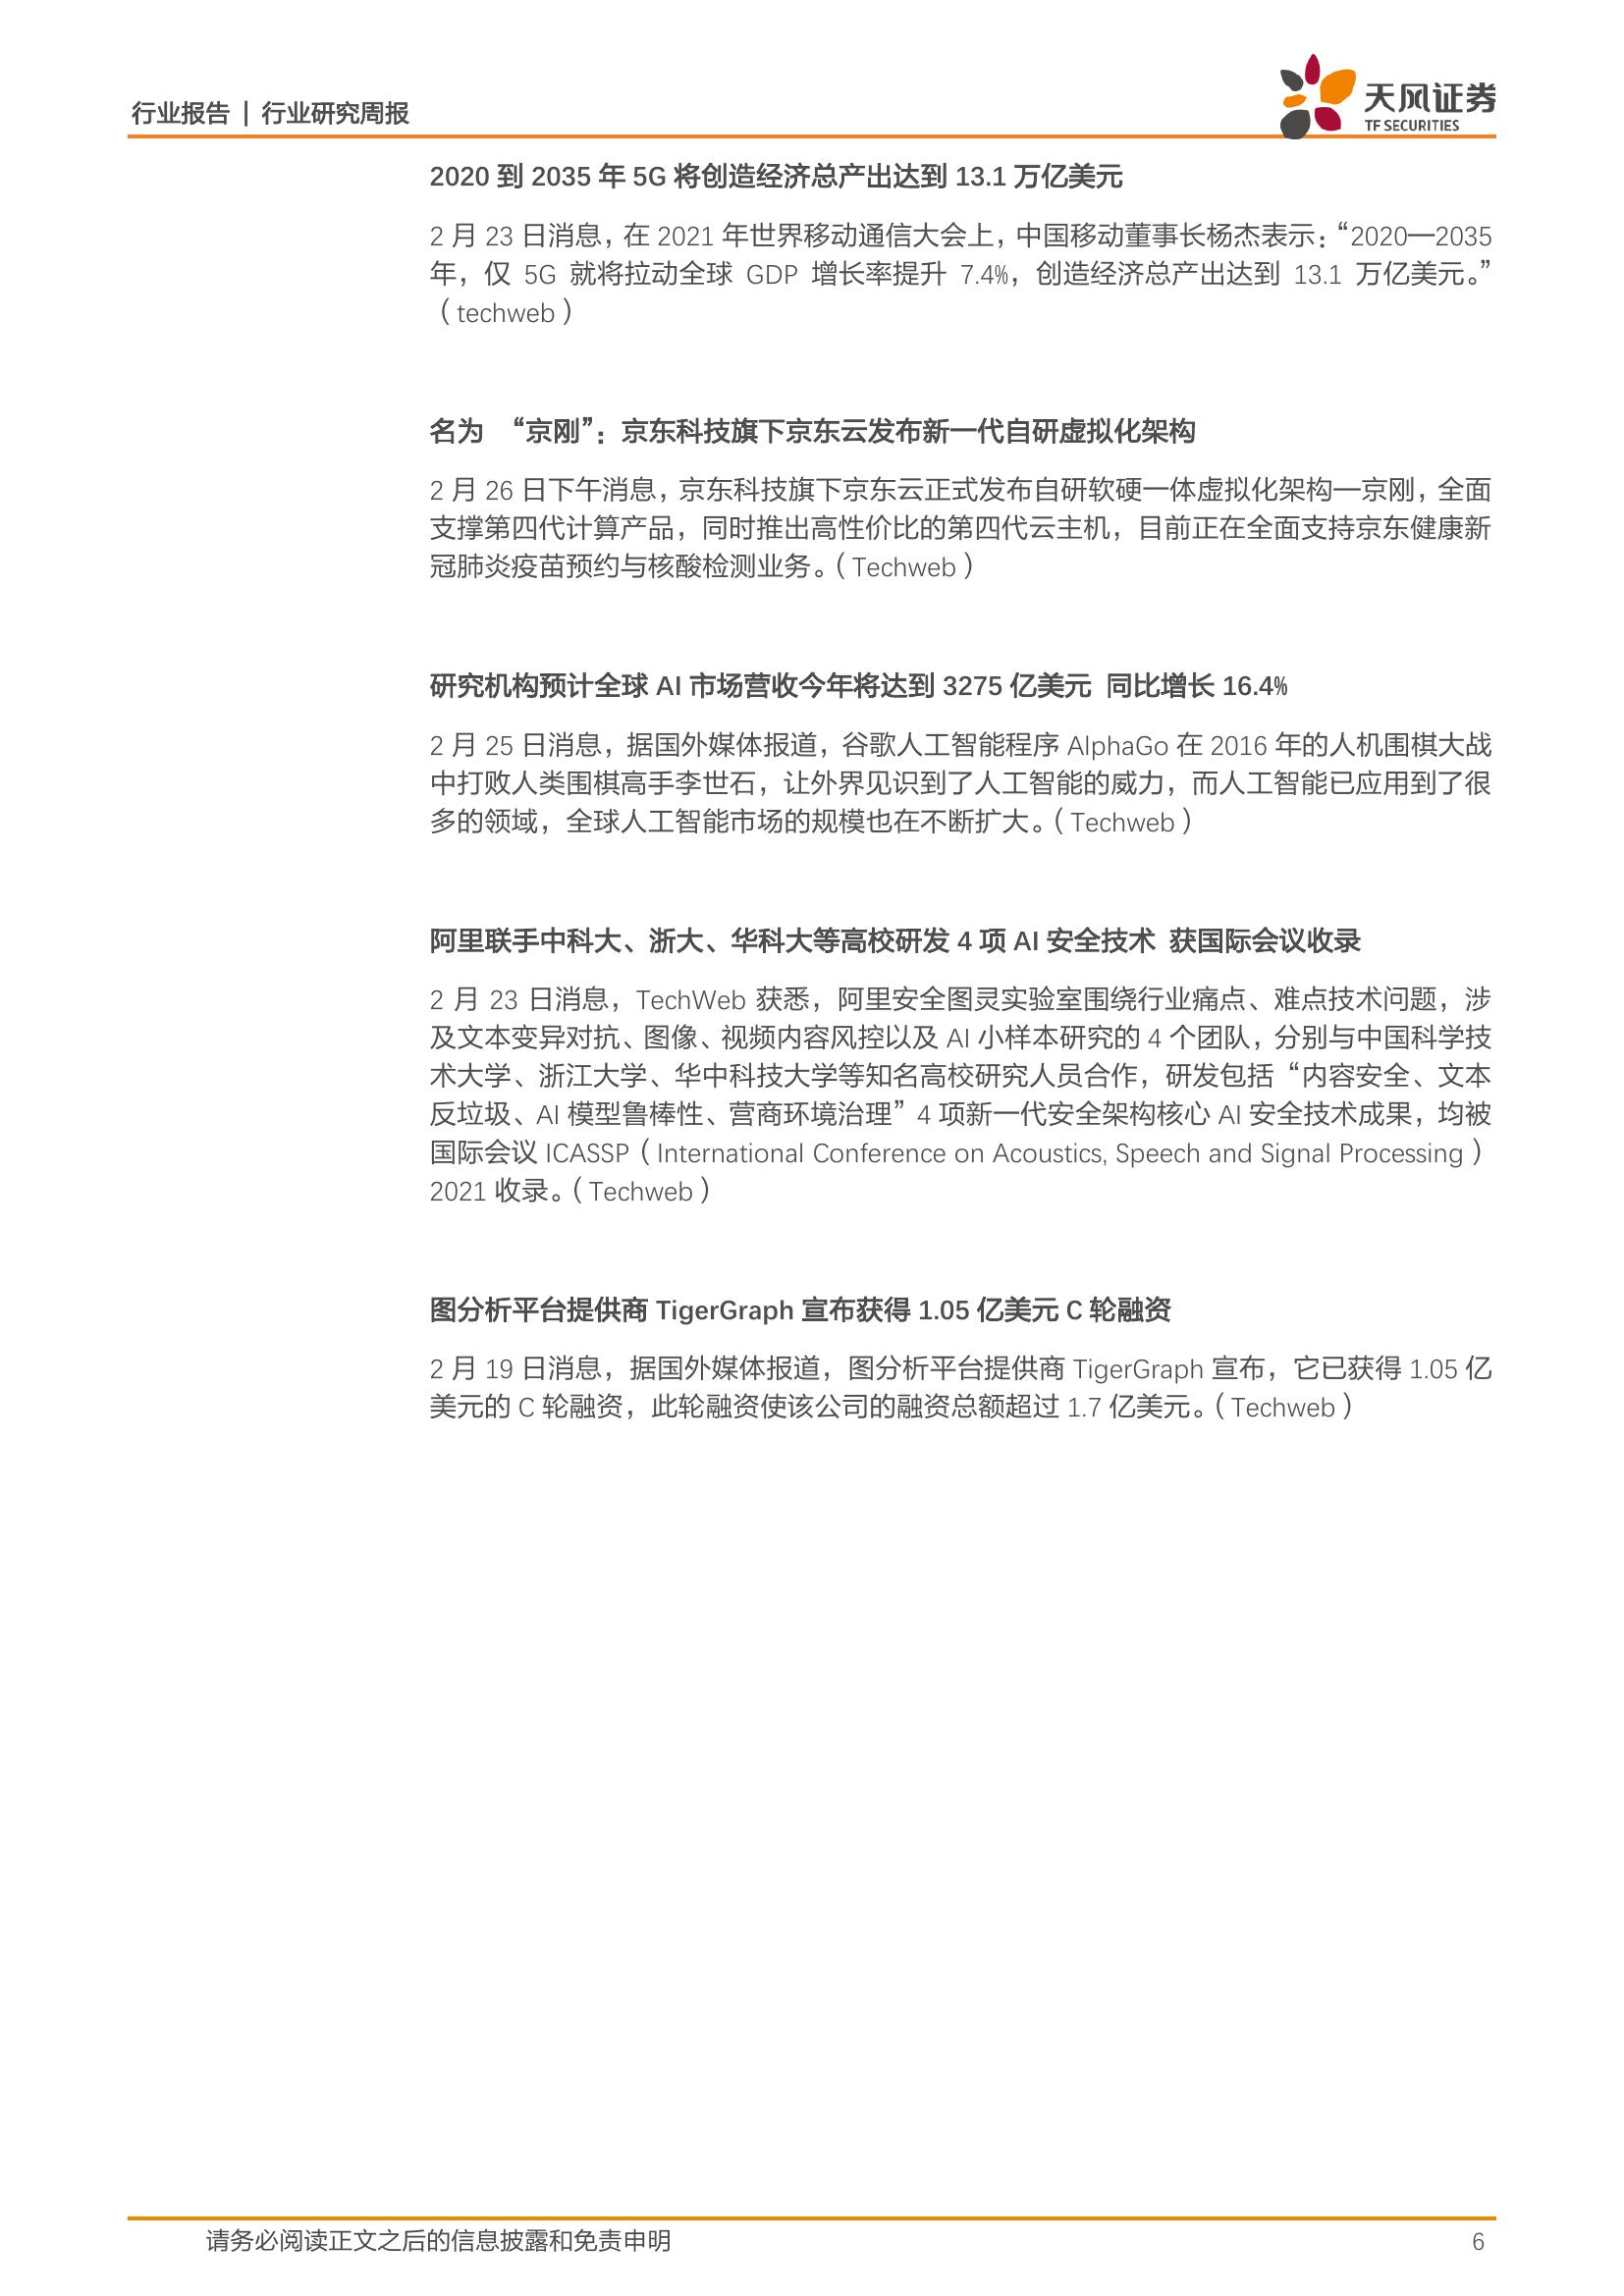 行业报告 | 行业研究周报
天风证券
TF SECURITIES
2020 到 2035 年 5G 将创造经济总产出达到 13.1 万亿美元
2 月 23 日消息，在 2021 年世界移动通信大会上，中国移动董事长杨杰表示：“2020—2035
年，仅 5G 就将拉动全球 GDP 增长率提升 7.4%，创造经济总产出达到 13.1 万亿美元。”
（techweb）
名为 “京刚”：京东科技旗下京东云发布新一代自研虚拟化架构
2 月 26 日下午消息，京东科技旗下京东云正式发布自研软硬一体虚拟化架构—京刚，全面
支撑第四代计算产品，同时推出高性价比的第四代云主机，目前正在全面支持京东健康新
冠肺炎疫苗预约与核酸检测业务。（Techweb）
研究机构预计全球 AI 市场营收今年将达到 3275 亿美元 同比增长 16.4%
2 月 25 日消息，据国外媒体报道，谷歌人工智能程序 AlphaGo 在 2016 年的人机围棋大战
中打败人类围棋高手李世石，让外界见识到了人工智能的威力，而人工智能已应用到了很
多的领域，全球人工智能市场的规模也在不断扩大。（Techweb）
阿里联手中科大、浙大、华科大等高校研发 4 项 AI 安全技术 获国际会议收录
2 月 23 日消息，TechWeb 获悉，阿里安全图灵实验室围绕行业痛点、难点技术问题，涉
及文本变异对抗、图像、视频内容风控以及 AI 小样本研究的 4 个团队，分别与中国科学技
术大学、浙江大学、华中科技大学等知名高校研究人员合作，研发包括“内容安全、文本
反垃圾、AI 模型鲁棒性、营商环境治理”4 项新一代安全架构核心 AI 安全技术成果，均被
国际会议 ICASSP（International Conference on Acoustics, Speech and Signal Processing）
2021 收录。（Techweb）
图分析平台提供商 TigerGraph 宣布获得 1.05 亿美元 C 轮融资
2 月 19 日消息，据国外媒体报道，图分析平台提供商 TigerGraph 宣布，它已获得 1.05 亿
美元的 C 轮融资，此轮融资使该公司的融资总额超过 1.7 亿美元。（Techweb）
请务必阅读正文之后的信息披露和免责申明
6